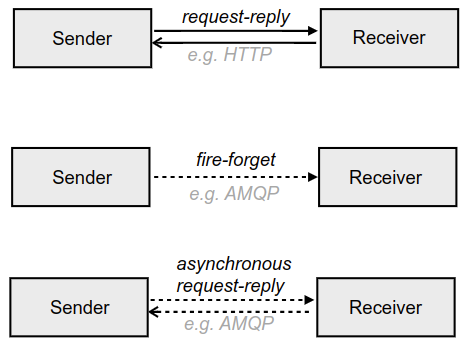 request-reply
Sender
Receiver
e.g. HTTP
fire-forget
Sender
Receiver
e.g. AMQP
asynchronous
request-reply
Sender
Receiver
e.g. AMQP